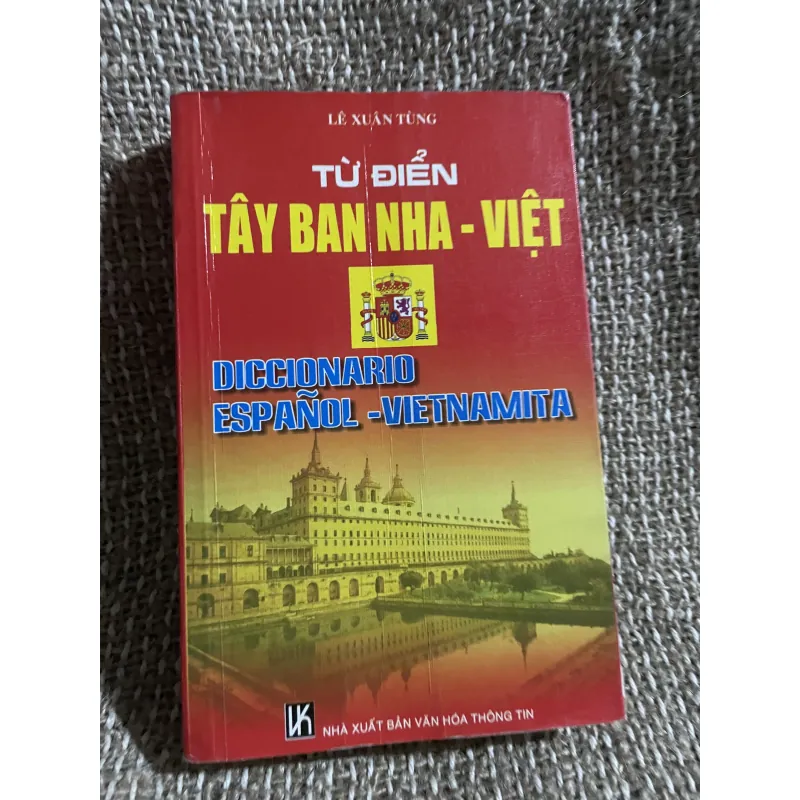 LÊ XUÂN TÙNG
TỪ ĐIỂN
TÂY BAN NHA - VIỆT
DICCIONARIO
ESPAÑOL -VIETNAMITA
NHÀ XUẤT BẢN VĂN HÓA THÔNG TIN